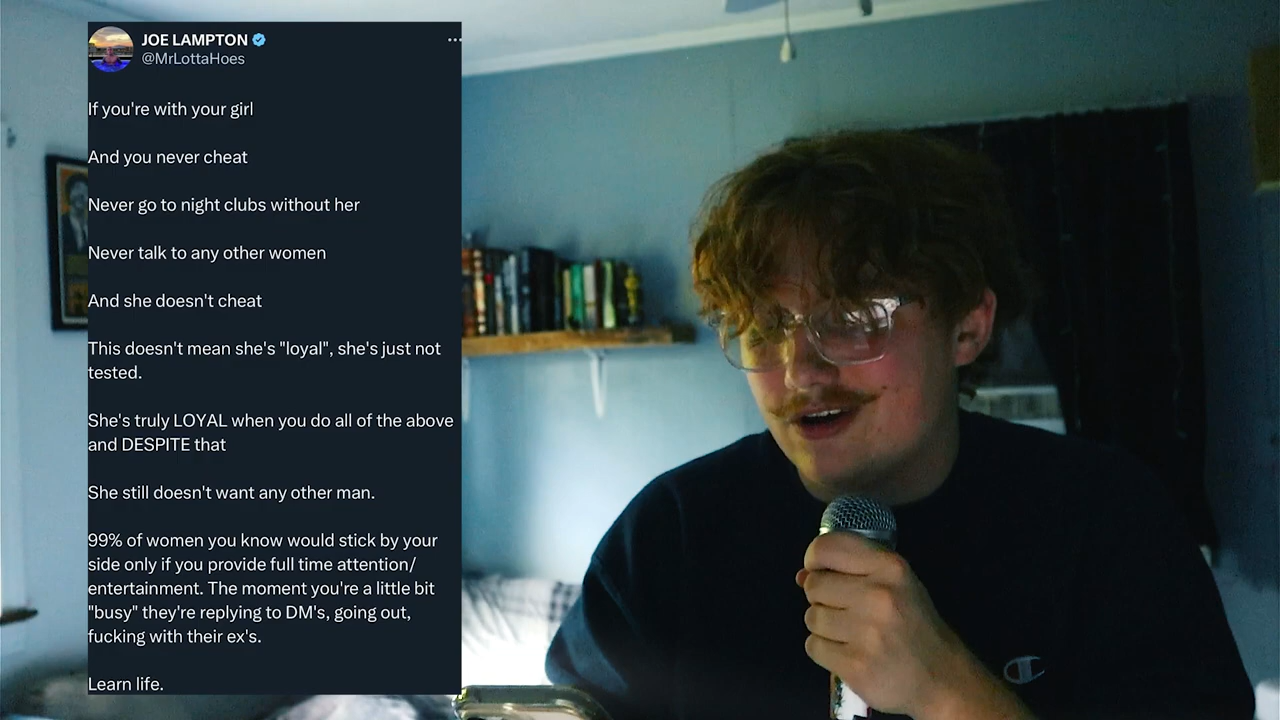 JOE LAMPTON
@MrLottaHoes
If you're with your girl
And you never cheat
Never go to night clubs without her
Never talk to any other women
And she doesn't cheat
This doesn't mean she's "loyal", she's just not
tested.
She's truly LOYAL when you do all of the above
and DESPITE that
She still doesn't want any other man.
99% of women you know would stick by your
side only if you provide full time attention/
entertainment. The moment you're a little bit
"busy" they're replying to DM's, going out,
fucking with their ex's.
Learn life.